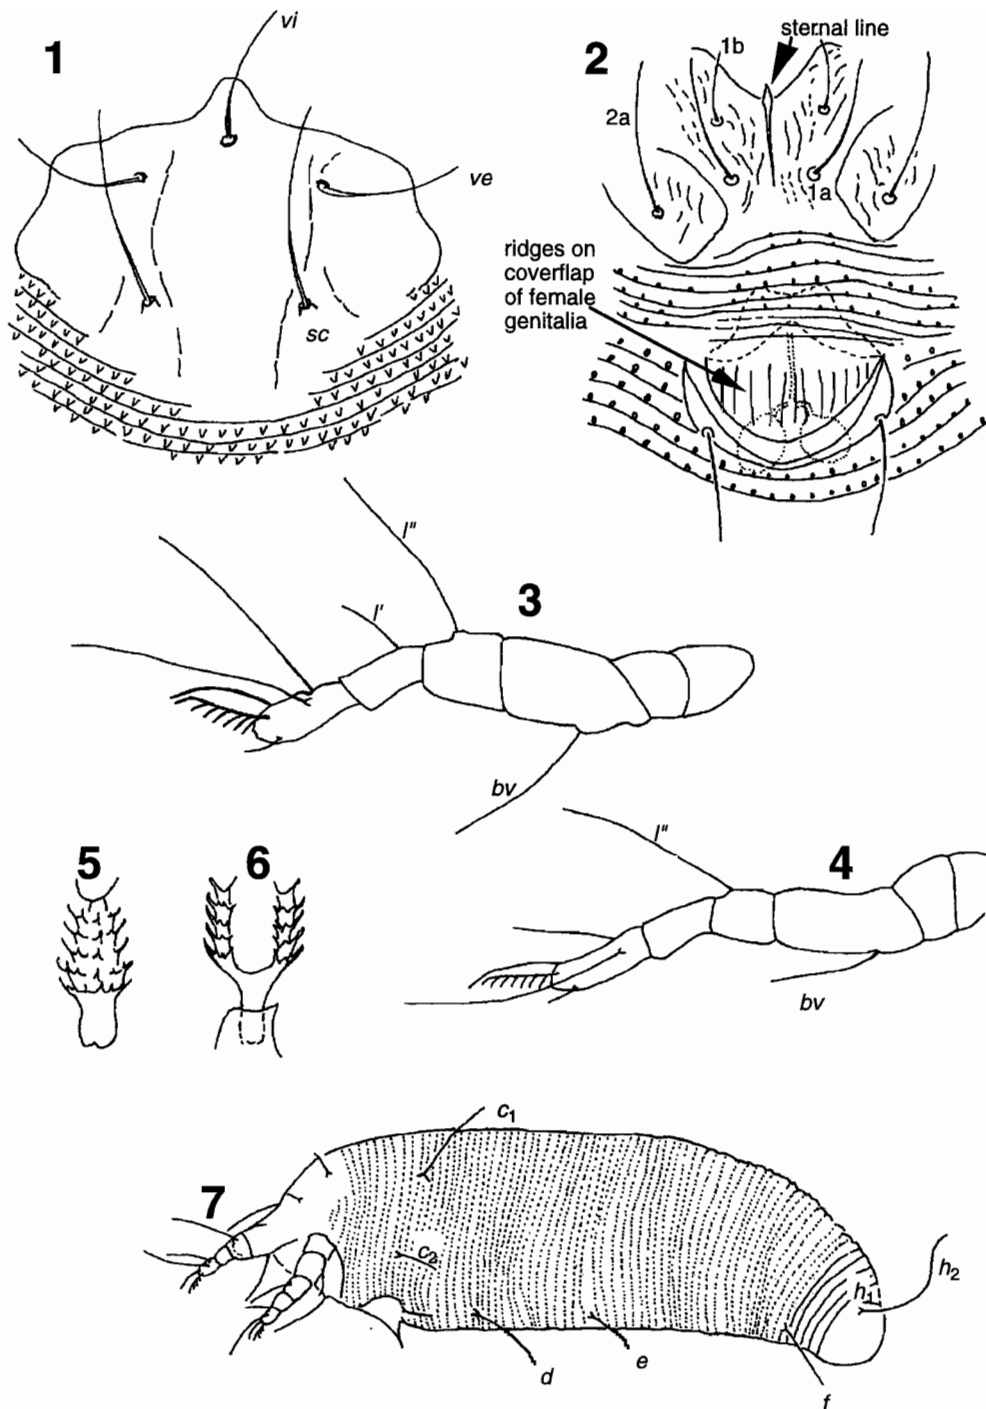 1
vi
ve
sc
2
sternal line
1b
2a
1a
ridges on
coverflap
of female
genitalia
3
l"
l'
bv
4
l"
bv
5
6
7
c1
c2
d
e
f
h1
h2